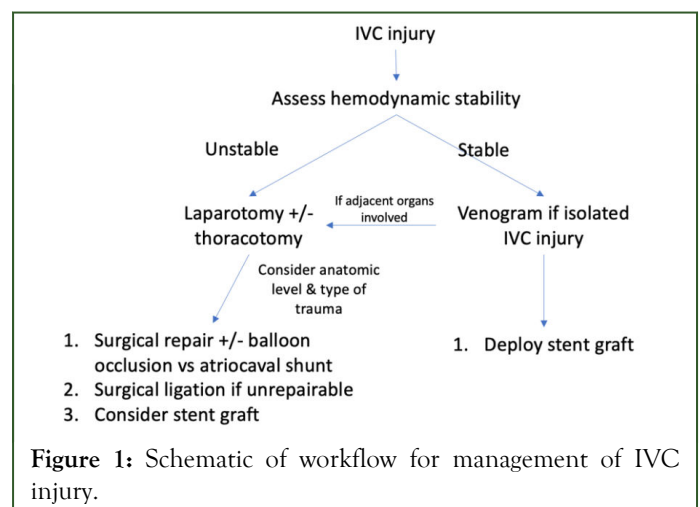 IVC injury
Assess hemodynamic stability
Unstable
Stable
Laparotomy +/-
thoracotomy
If adjacent organs
involved
Venogram if isolated
IVC injury
Consider anatomic
level & type of
trauma
1. Surgical repair +/- balloon
occlusion vs atriocaval shunt
2. Surgical ligation if unrepairable
3. Consider stent graft
1. Deploy stent graft
Figure 1: Schematic of workflow for management of IVC
injury.